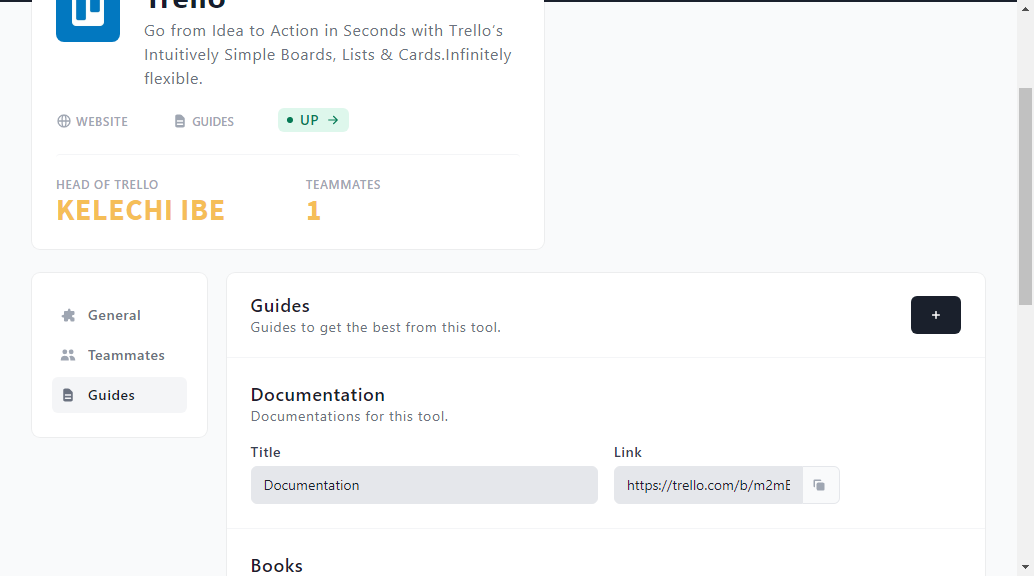 Trello
Go from Idea to Action in Seconds with Trello’s
Intuitively Simple Boards, Lists & Cards.Infinitely
flexible.
WEBSITE
GUIDES
UP →
HEAD OF TRELLO
KELECHI IBE
TEAMMATES
1
General
Teammates
Guides
Guides
Guides to get the best from this tool.
+
Documentation
Documentations for this tool.
Title
Documentation
Link
https://trello.com/b/m2mE
Books